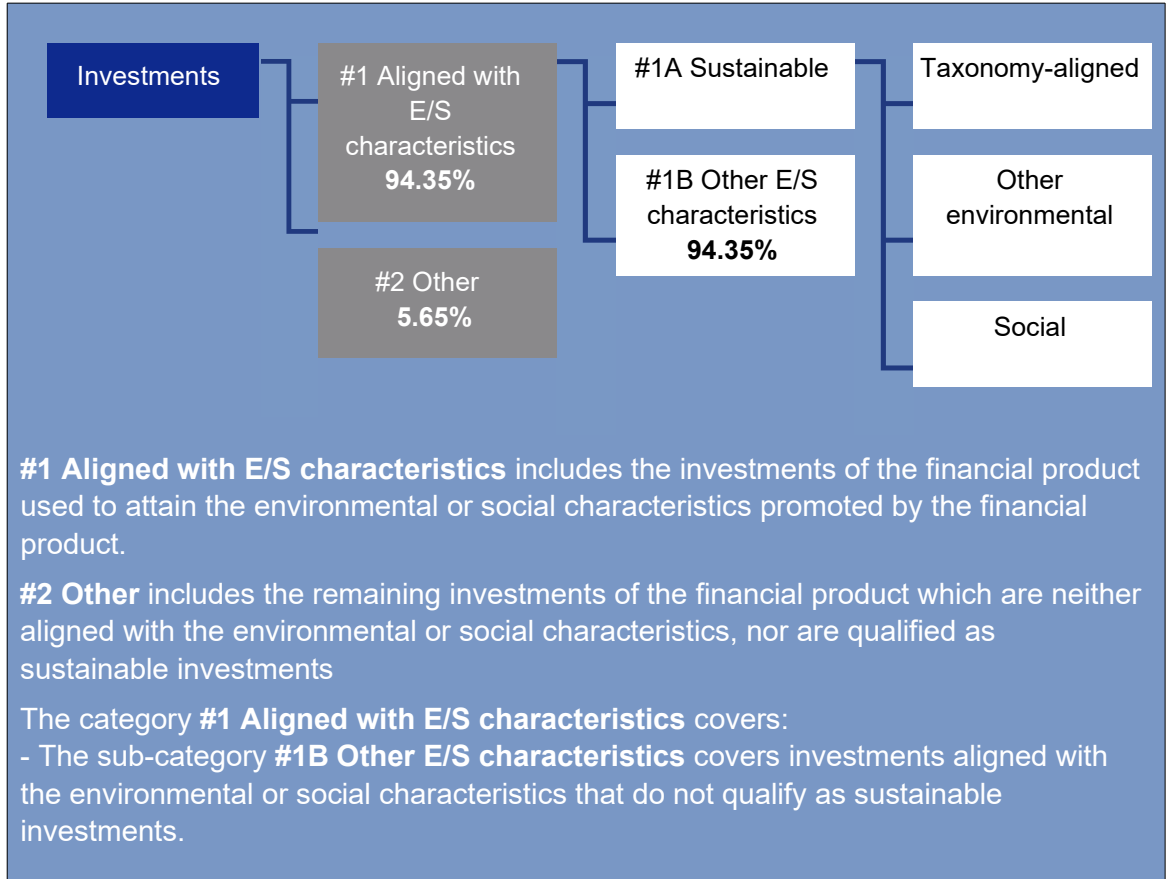 Investments
#1 Aligned with
E/S
characteristics
94.35%
#2 Other
5.65%
#1A Sustainable
#1B Other E/S
characteristics
94.35%
Taxonomy-aligned
Other
environmental
Social
#1 Aligned with E/S characteristics includes the investments of the financial product
used to attain the environmental or social characteristics promoted by the financial
product.
#2 Other includes the remaining investments of the financial product which are neither
aligned with the environmental or social characteristics, nor are qualified as
sustainable investments
The category #1 Aligned with E/S characteristics covers:
- The sub-category #1B Other E/S characteristics covers investments aligned with
the environmental or social characteristics that do not qualify as sustainable
investments.